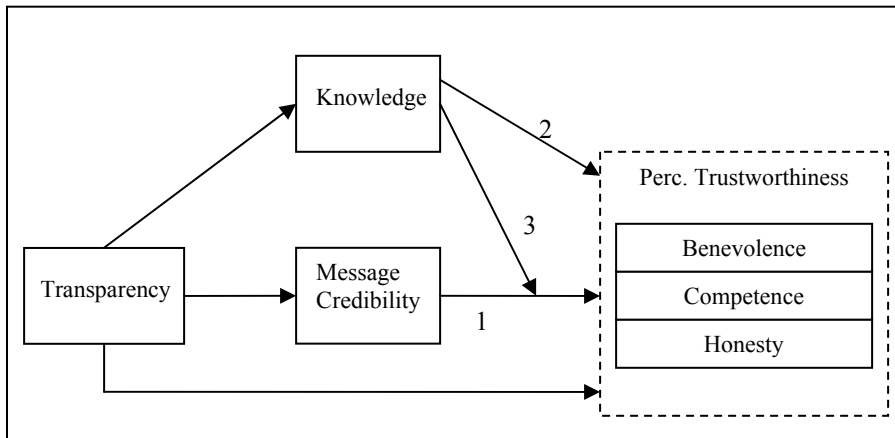 Knowledge
2
Perc. Trustworthiness
3
Benevolence
Transparency
Message
Credibility
Competence
1
Honesty